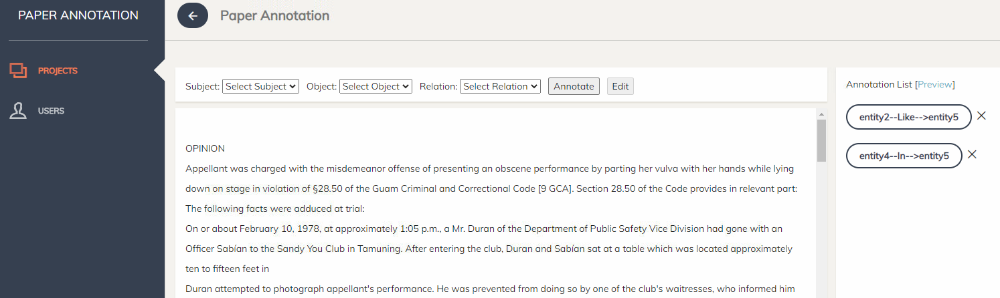 PAPER ANNOTATION
Paper Annotation
PROJECTS
USERS
Subject: Select Subject Object: Select Object Relation: Select Relation Annotate Edit
OPINION
Appellant was charged with the misdemeanor offense of presenting an obscene performance by parting her vulva with her hands while lying
down on stage in violation of §28.50 of the Guam Criminal and Correctional Code [9 GCA]. Section 28.50 of the Code provides in relevant part:
The following facts were adduced at trial:
On or about February 10, 1978, at approximately 1:05 p.m., a Mr. Duran of the Department of Public Safety Vice Division had gone with an
Officer Sabían to the Sandy You Club in Tamuning. After entering the club, Duran and Sabían sat at a table which was located approximately
ten to fifteen feet in
Duran attempted to photograph appellant's performance. He was prevented from doing so by one of the club's waitresses, who informed him
Annotation List [Preview]
entity2--Like-->entity5
entity4--In-->entity5